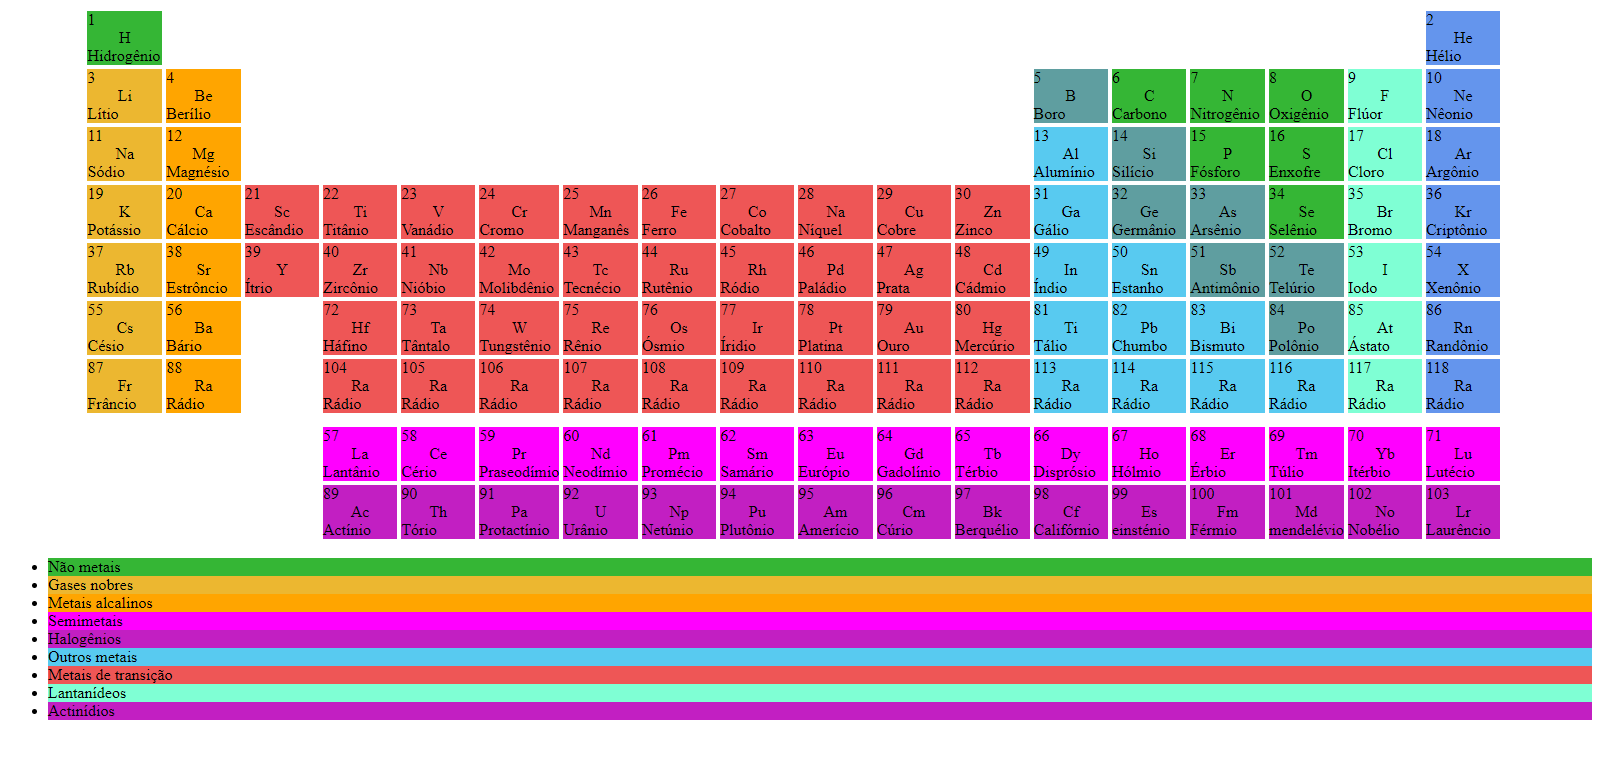 1 2
H He
Hidrogênio Hélio
3 4 5 6 7 8 9 10
Li Be B C N O F Ne
Lítio Berílio Boro Carbono Nitrogênio Oxigênio Flúor Nêonio
11 12 13 14 15 16 17 18
Na Mg Al Si P S Cl Ar
Sódio Magnésio Alumínio Silício Fósforo Enxofre Cloro Argônio
19 20 21 22 23 24 25 26 27 28 29 30 31 32 33 34 35 36
K Ca Sc Ti V Cr Mn Fe Co Na Cu Zn Ga Ge As Se Br Kr
Potássio Cálcio Escândio Titânio Vanádio Cromo Manganês Ferro Cobalto Niquel Cobre Zinco Gálio Germânio Arsênio Selênio Bromo Criptônio
37 38 39 40 41 42 43 44 45 46 47 48 49 50 51 52 53 54
Rb Sr Y Zr Nb Mo Tc Ru Rh Pd Ag Cd In Sn Sb Te I X
Rubídio Estrôncio Ítrio Zircônio Nióbio Molibdênio Tecnécio Rutênio Ródio Paládio Prata Cádmio Índio Estanho Antimônio Telúrio Iodo Xenônio
55 56 72 73 74 75 76 77 78 79 80 81 82 83 84 85 86
Cs Ba Hf Ta W Re Os Ir Pt Au Hg Ti Pb Bi Po At Rn
Césio Bário Háfino Tântalo Tungstênio Rênio Ósmio Íridio Platina Ouro Mercúrio Tálio Chumbo Bismuto Polônio Ástato Randônio
87 88 104 105 106 107 108 109 110 111 112 113 114 115 116 117 118
Fr Ra Ra Ra Ra Ra Ra Ra Ra Ra Ra Ra Ra Ra Ra Ra Ra
Frâncio Rádio Rádio Rádio Rádio Rádio Rádio Rádio Rádio Rádio Rádio Rádio Rádio Rádio Rádio Rádio Rádio
57 58 59 60 61 62 63 64 65 66 67 68 69 70 71
La Ce Pr Nd Pm Sm Eu Gd Tb Dy Ho Er Tm Yb Lu
Lantânio Cério Praseodímio Neodimio Promécio Samário Európio Gadolínio Térbio Disprósio Hólmio Érbio Túlio Itérbio Lutécio
89 90 91 92 93 94 95 96 97 98 99 100 101 102 103
Ac Th Pa U Np Pu Am Cm Bk Cf Es Fm Md No Lr
Actínio Tório Protactínio Urânio Netúnio Plutônio Amerício Cúrio Berquélio Califórnio einsténio Férmio mendelévio Nobélio Laurêncio
Não metais
Gases nobres
Metais alcalinos
Semimetais
Halogênios
Outros metais
Metais de transição
Lantanídeos
Actinídios